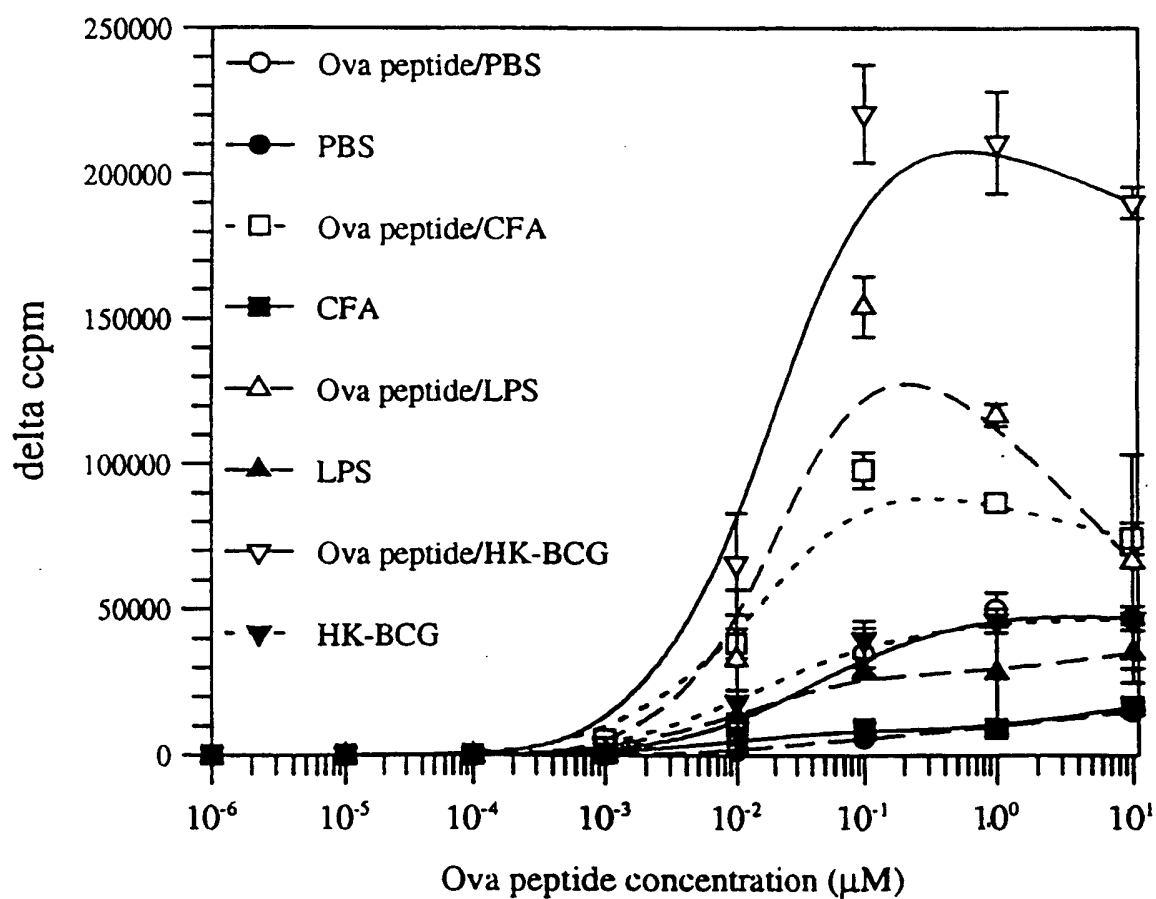 250000
200000
150000
100000
50000
0
delta ccpm
Ova peptide/PBS
PBS
Ova peptide/CFA
CFA
Ova peptide/LPS
LPS
Ova peptide/HK-BCG
HK-BCG
10⁻⁶ 10⁻⁵ 10⁻⁴ 10⁻³ 10⁻² 10⁻¹ 10⁰ 10¹
Ova peptide concentration (µM)